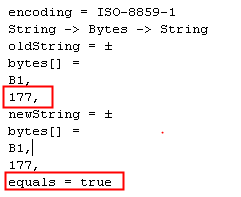 encoding = ISO-8859-1
String -> Bytes -> String
oldString = ±
bytes[] =
B1,
177,
newString = ±
bytes[] =
B1,
177,
equals = true